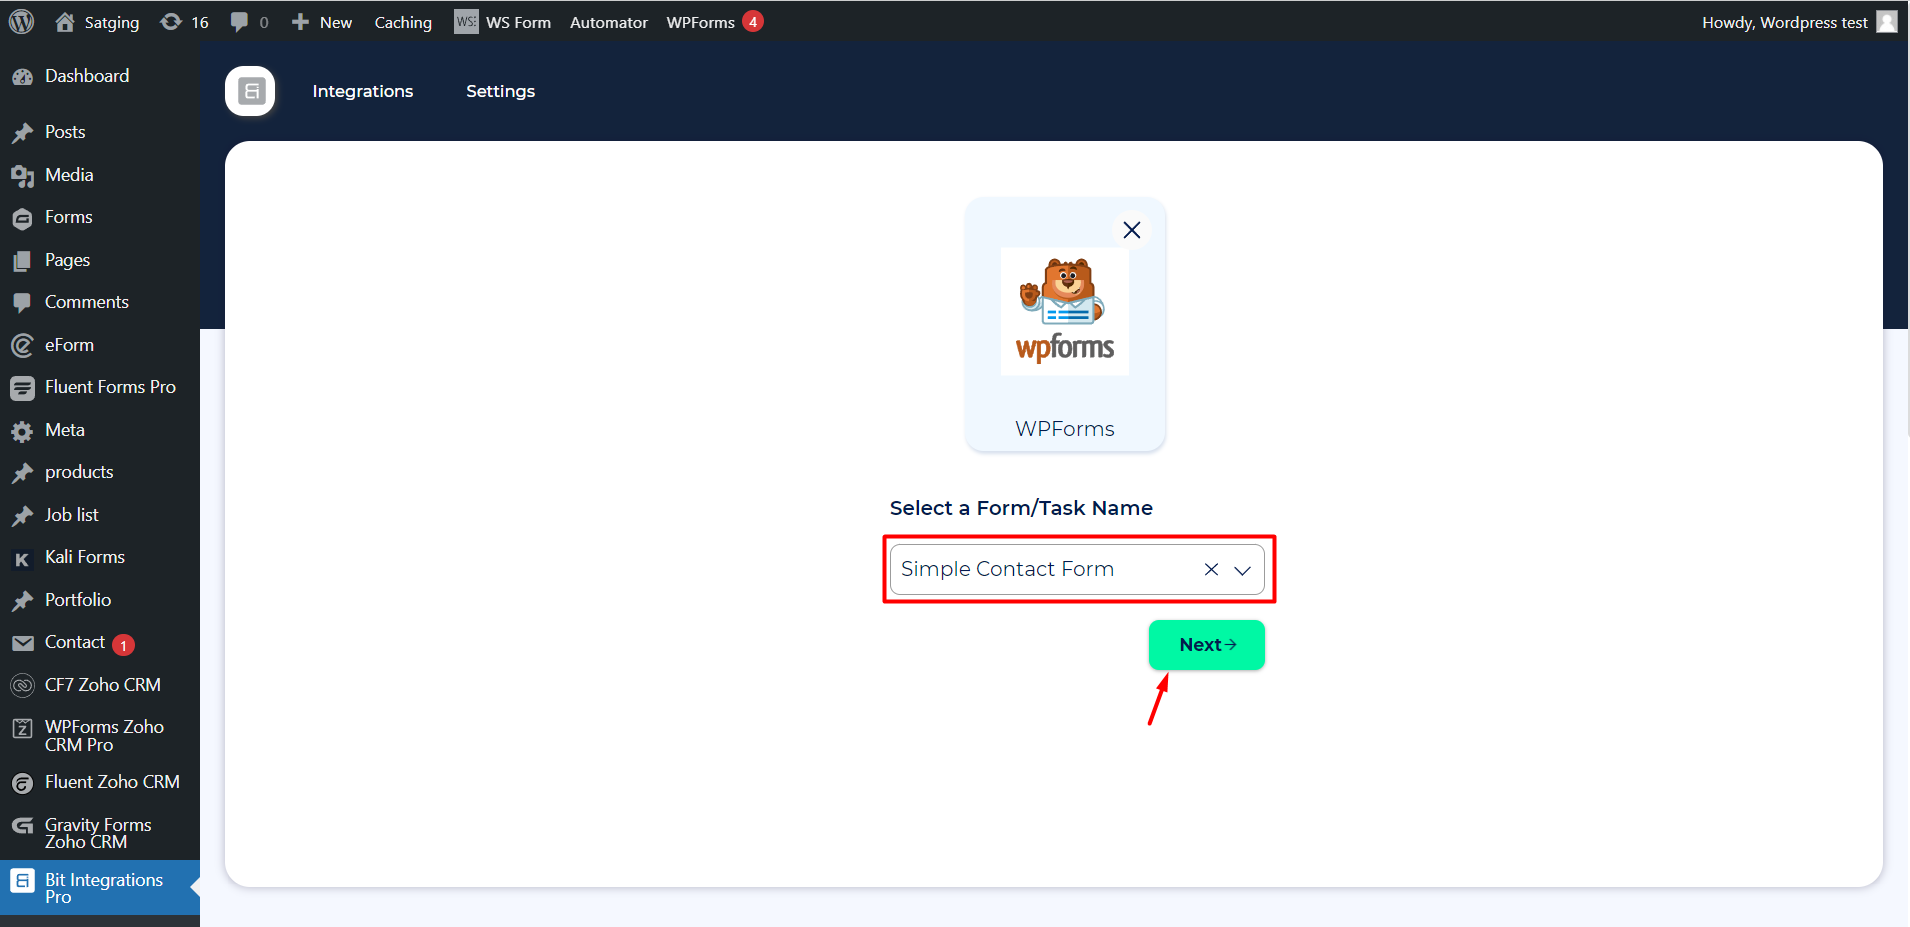 Satging 16 0 New Caching WS Form Automator WPForms 4 Howdy, Wordpress test
Dashboard
Posts
Media
Forms
Pages
Comments
eForm
Fluent Forms Pro
Meta
products
Job list
Kali Forms
Portfolio
Contact 1
CF7 Zoho CRM
WPForms Zoho
CRM Pro
Fluent Zoho CRM
Gravity Forms
Zoho CRM
Bit Integrations
Pro
Integrations Settings
wpforms
WPForms
Select a Form/Task Name
Simple Contact Form
Next